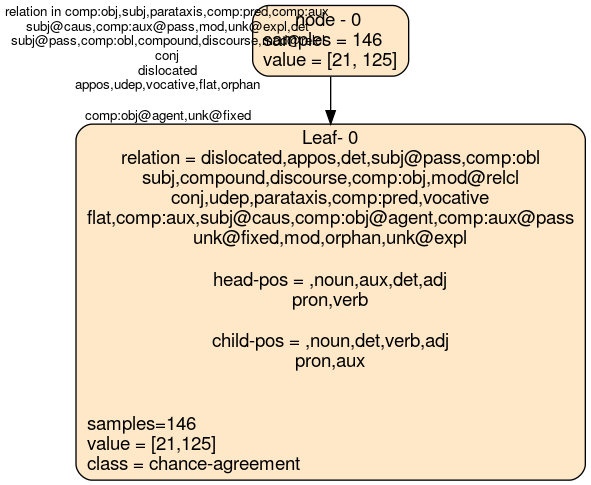 relation in comp:obj,subj,parataxis,comp:pred,comp:aux
subj@caus,comp:aux@pass,mod,unk@expl,det
subj@pass,comp:obl,compound,discourse,
conj
dislocated
appos,udep,vocative,flat,orphan
comp:obj@agent,unk@fixed
node - 0
samples = 146
value = [21, 125]
Leaf- 0
relation = dislocated,appos,det,subj@pass,comp:obl
subj,compound,discourse,comp:obj,mod@relcl
conj,udep,parataxis,comp:pred,vocative
flat,comp:aux,subj@caus,comp:obj@agent,comp:aux@pass
unk@fixed,mod,orphan,unk@expl
head-pos = ,noun,aux,det,adj
pron,verb
child-pos = ,noun,det,verb,adj
pron,aux
samples=146
value = [21,125]
class = chance-agreement